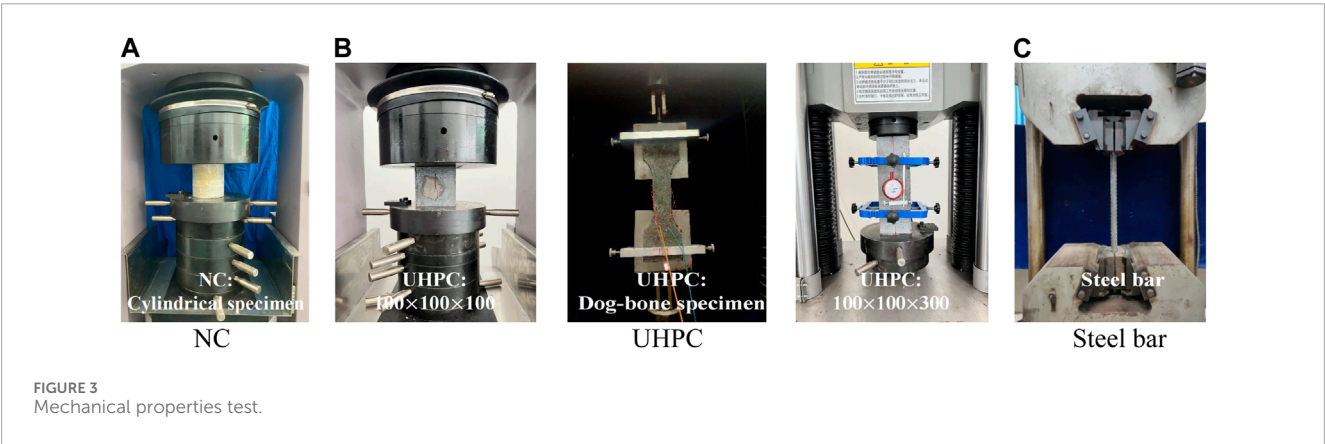 A
B
C
NC:
Cylindrical specimen
UHPC:
100×100×100
UHPC:
Dog-bone specimen
UHPC:
100×100×300
Steel bar
NC
UHPC
Steel bar
FIGURE 3
Mechanical properties test.